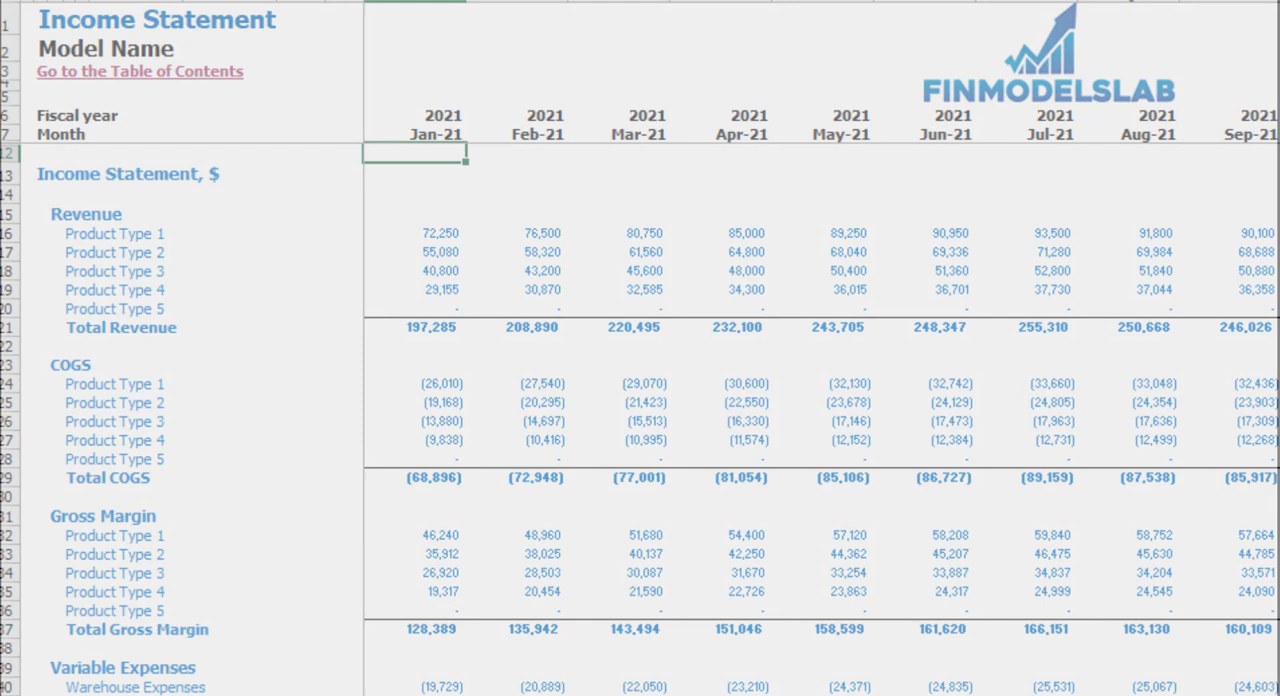 Income Statement
Model Name
Go to the Table of Contents
FINMODELSLAB
Fiscal year 2021 2021 2021 2021 2021 2021 2021 2021 2021
Month Jan-21 Feb-21 Mar-21 Apr-21 May-21 Jun-21 Jul-21 Aug-21 Sep-21
Income Statement, $
Revenue
Product Type 1 72,250 76,500 80,750 85,000 89,250 90,950 93,500 91,800 90,100
Product Type 2 55,080 58,320 61,560 64,800 68,040 69,336 71,280 69,984 68,688
Product Type 3 40,800 43,200 45,600 48,000 50,400 51,360 52,800 51,840 50,880
Product Type 4 29,155 30,870 32,585 34,300 36,015 36,701 37,730 37,044 36,358
Product Type 5 - - - - - - - - -
Total Revenue 197,285 208,890 220,495 232,100 243,705 248,347 255,310 250,668 246,026
COGS
Product Type 1 (26,010) (27,540) (29,070) (30,600) (32,130) (32,742) (33,660) (33,048) (32,436)
Product Type 2 (19,168) (20,295) (21,423) (22,550) (23,678) (24,129) (24,805) (24,354) (23,903)
Product Type 3 (13,880) (14,697) (15,513) (16,330) (17,146) (17,473) (17,963) (17,636) (17,309)
Product Type 4 (9,838) (10,416) (10,995) (11,574) (12,152) (12,384) (12,731) (12,499) (12,268)
Product Type 5 - - - - - - - - -
Total COGS (68,896) (72,948) (77,001) (81,054) (85,106) (86,727) (89,159) (87,538) (85,917)
Gross Margin
Product Type 1 46,240 48,960 51,680 54,400 57,120 58,208 59,840 58,752 57,664
Product Type 2 35,912 38,025 40,137 42,250 44,362 45,207 46,475 45,630 44,785
Product Type 3 26,920 28,503 30,087 31,670 33,254 33,887 34,837 34,204 33,571
Product Type 4 19,317 20,454 21,590 22,726 23,863 24,317 24,999 24,545 24,090
Product Type 5 - - - - - - - - -
Total Gross Margin 128,389 135,942 143,494 151,046 158,599 161,620 166,151 163,130 160,109
Variable Expenses
Warehouse Expenses (19,729) (20,889) (22,050) (23,210) (24,371) (24,835) (25,531) (25,067) (24,603)